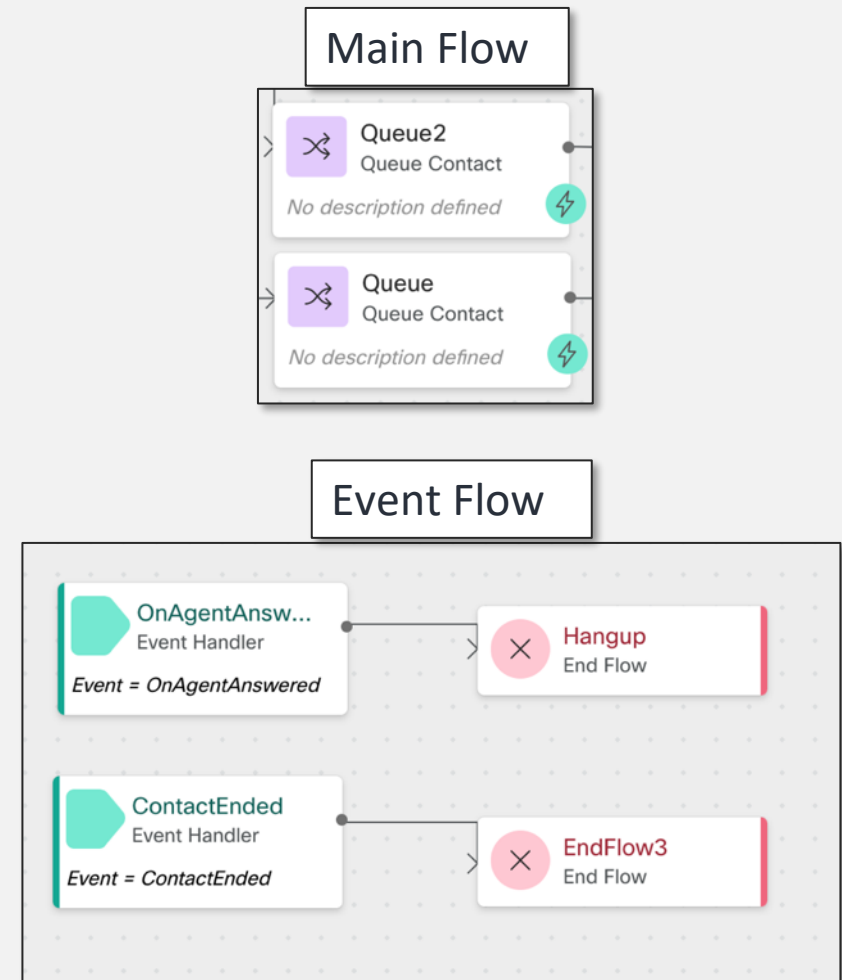 Main Flow
Queue2
Queue Contact
No description defined
Queue
Queue Contact
No description defined
Event Flow
OnAgentAnsw...
Event Handler
Event = OnAgentAnswered
Hangup
End Flow
ContactEnded
Event Handler
Event = ContactEnded
EndFlow3
End Flow